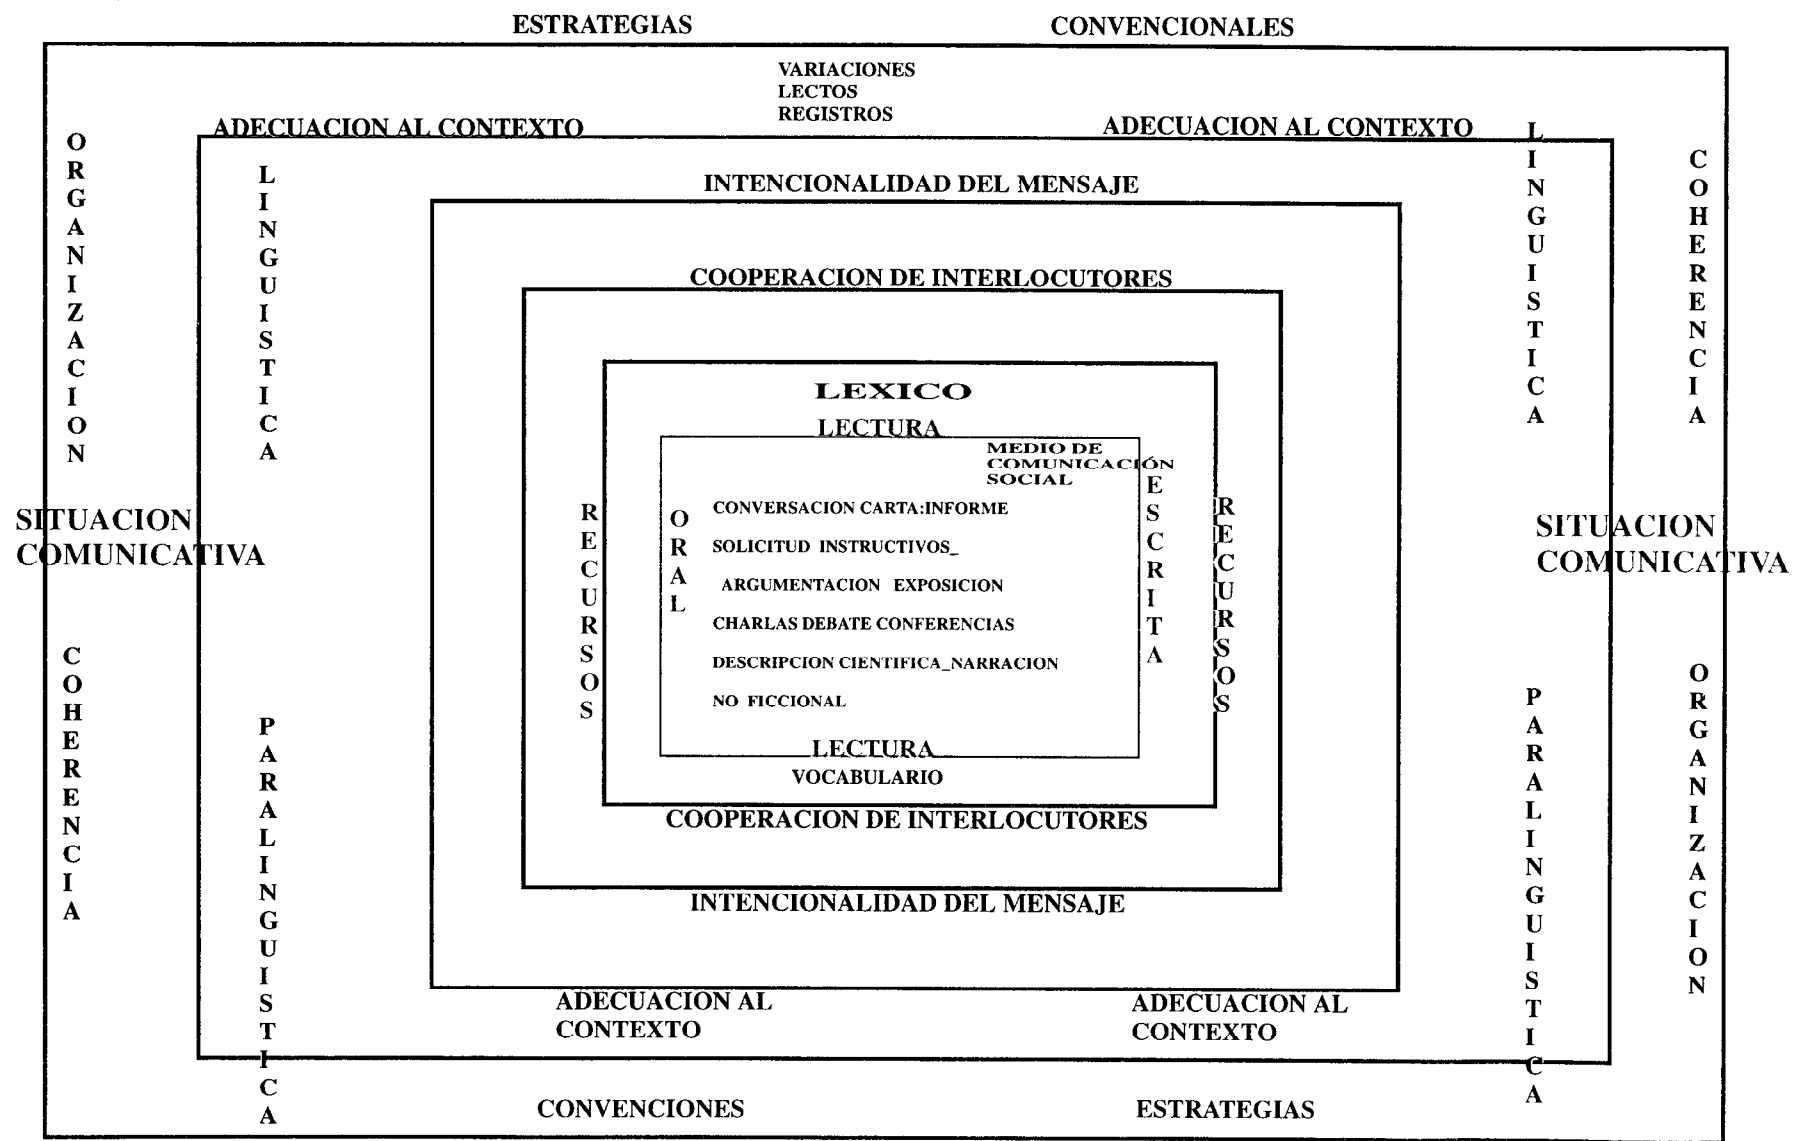 ESTRATEGIAS CONVENCIONALES
VARIACIONES
LECTOS
REGISTROS
ADECUACION AL CONTEXTO ADECUACION AL CONTEXTO
ORGANIZACION
LINGUISTICA
LINGUISTICA
COHERENCIA
INTENCIONALIDAD DEL MENSAJE
COOPERACION DE INTERLOCUTORES
LEXICO
LECTURA
MEDIO DE
COMUNICACIÓN
SOCIAL
RECURSOS
ORAL
CONVERSACION CARTA:INFORME
SOLICITUD INSTRUCTIVOS_
ARGUMENTACION EXPOSICION
CHARLAS DEBATE CONFERENCIAS
DESCRIPCION CIENTIFICA_NARRACION
NO FICCIONAL
ESCRITA
RECURSOS
SITUACION
COMUNICATIVA
SITUACION
COMUNICATIVA
LECTURA
VOCABULARIO
COOPERACION DE INTERLOCUTORES
INTENCIONALIDAD DEL MENSAJE
COHERENCIA
PARALINGUISTICA
PARALINGUISTICA
ORGANIZACION
ADECUACION AL
CONTEXTO
ADECUACION AL
CONTEXTO
CONVENCIONES ESTRATEGIAS